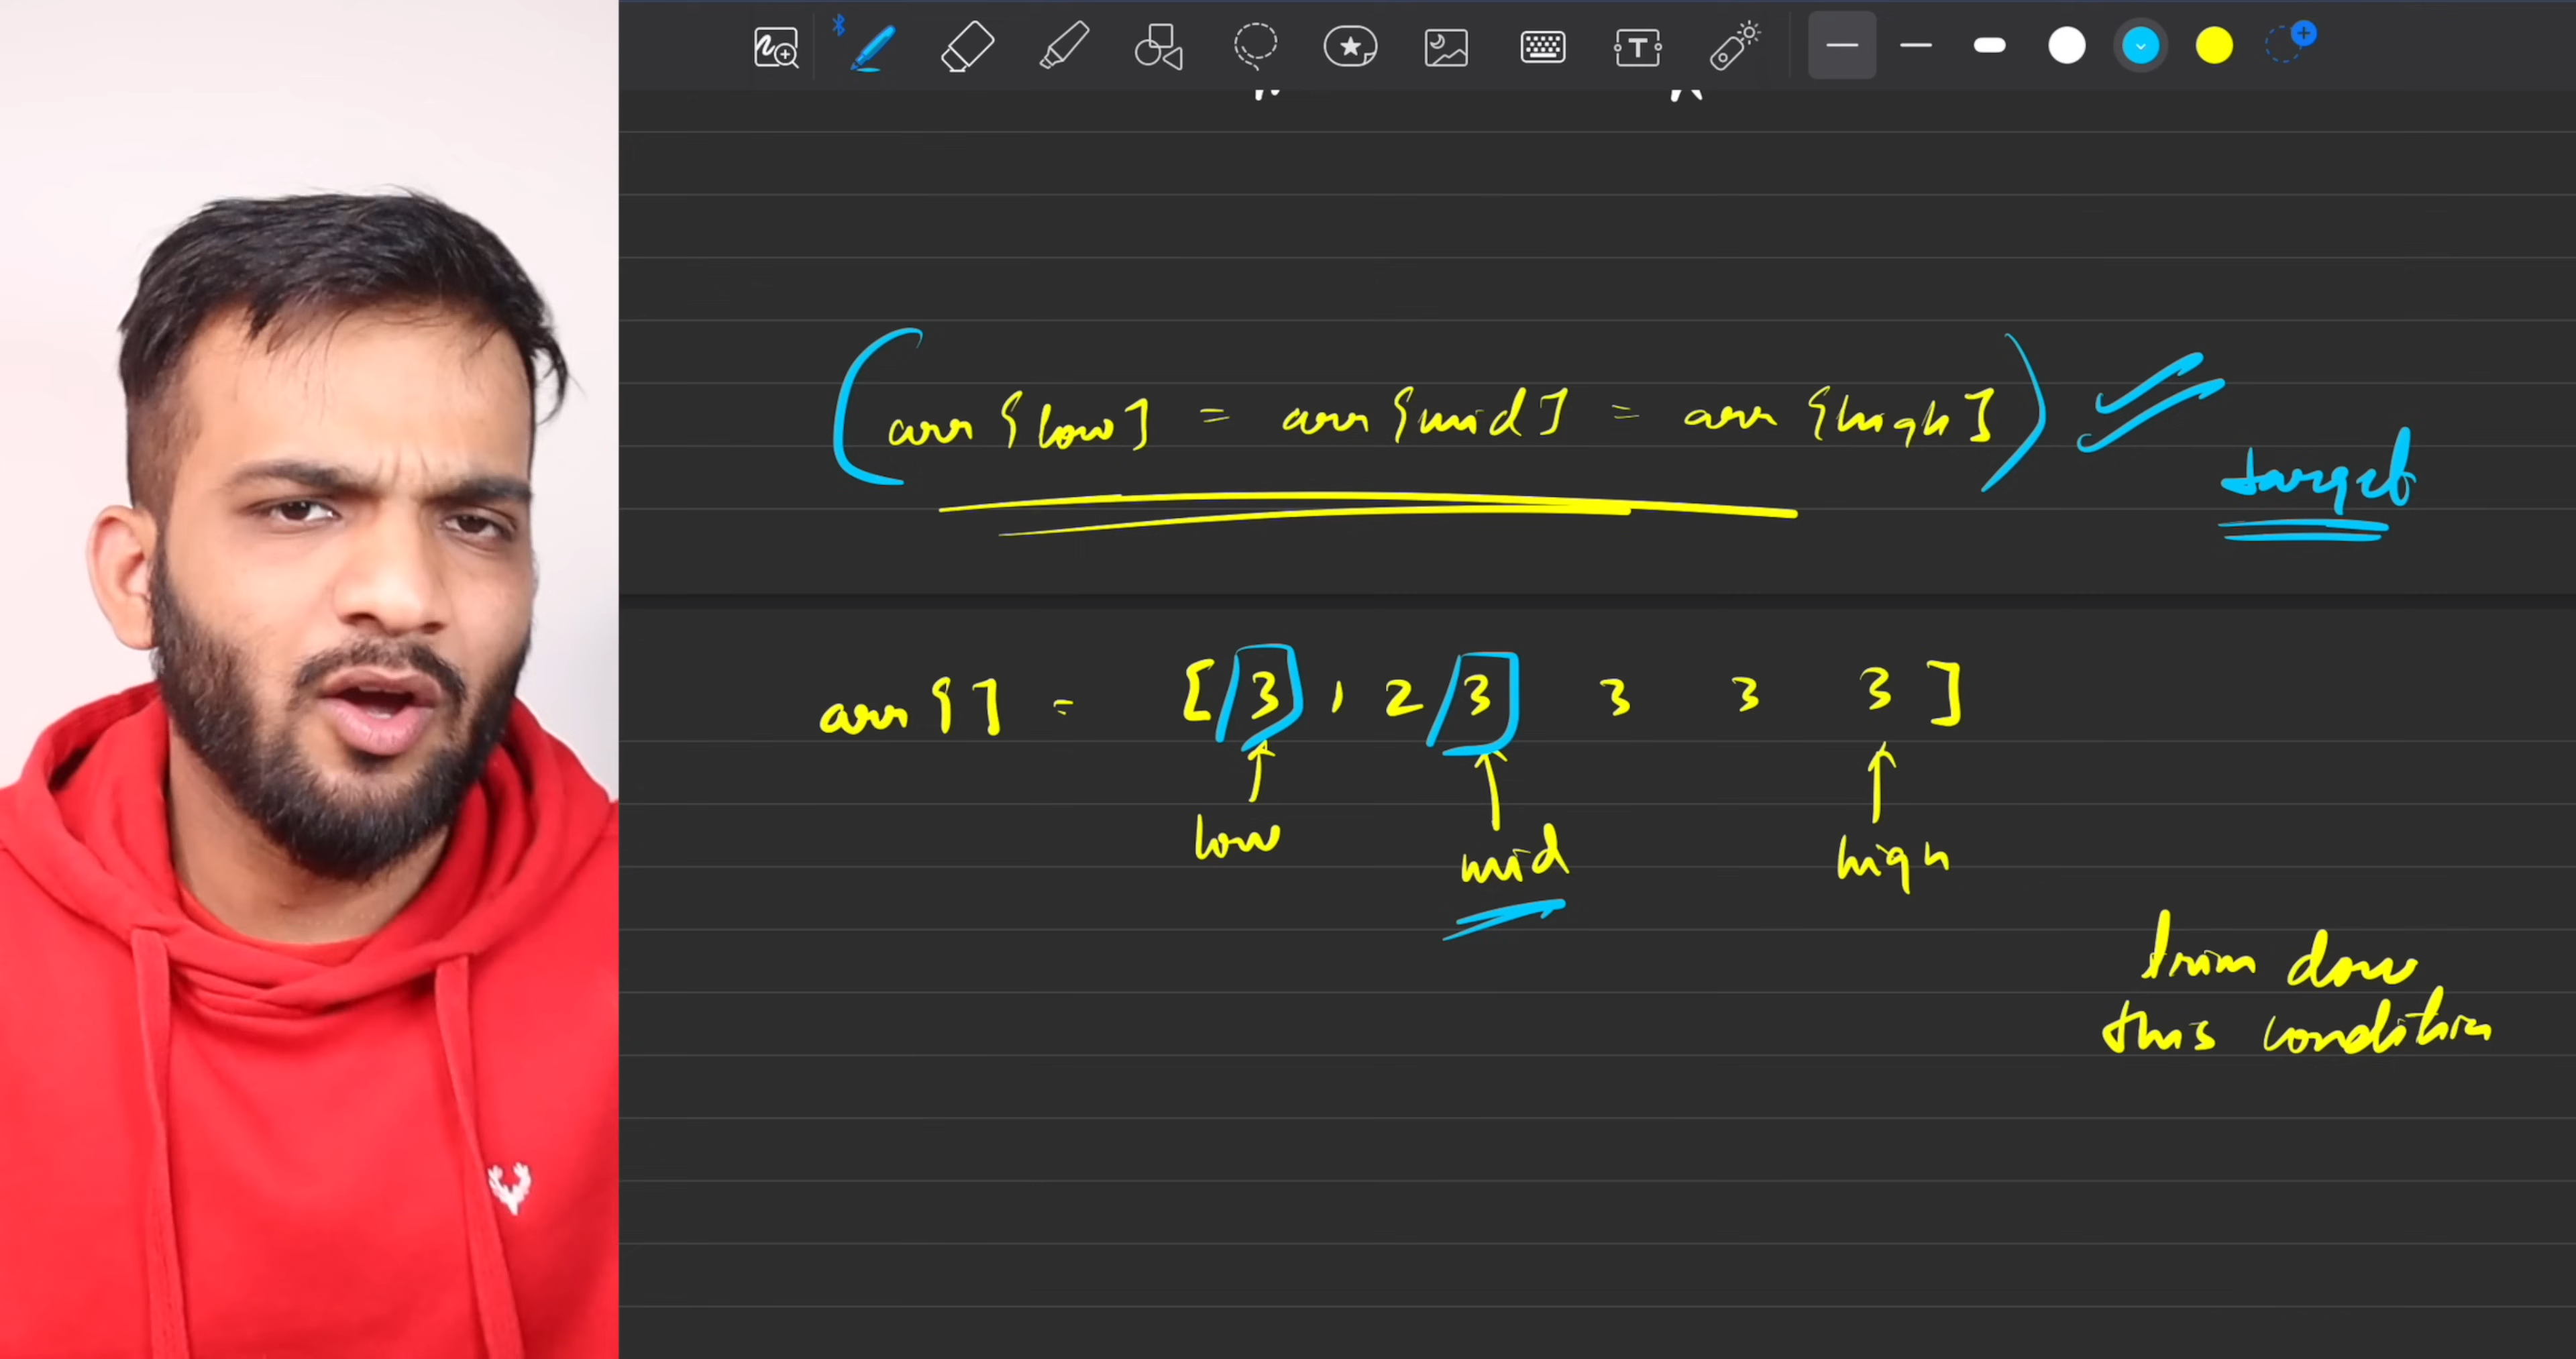 arr[low] = arr[mid] = arr[high]
target
arr[] = [3 1 2 3 3 3 3]
low
mid
high
trim down
this condition